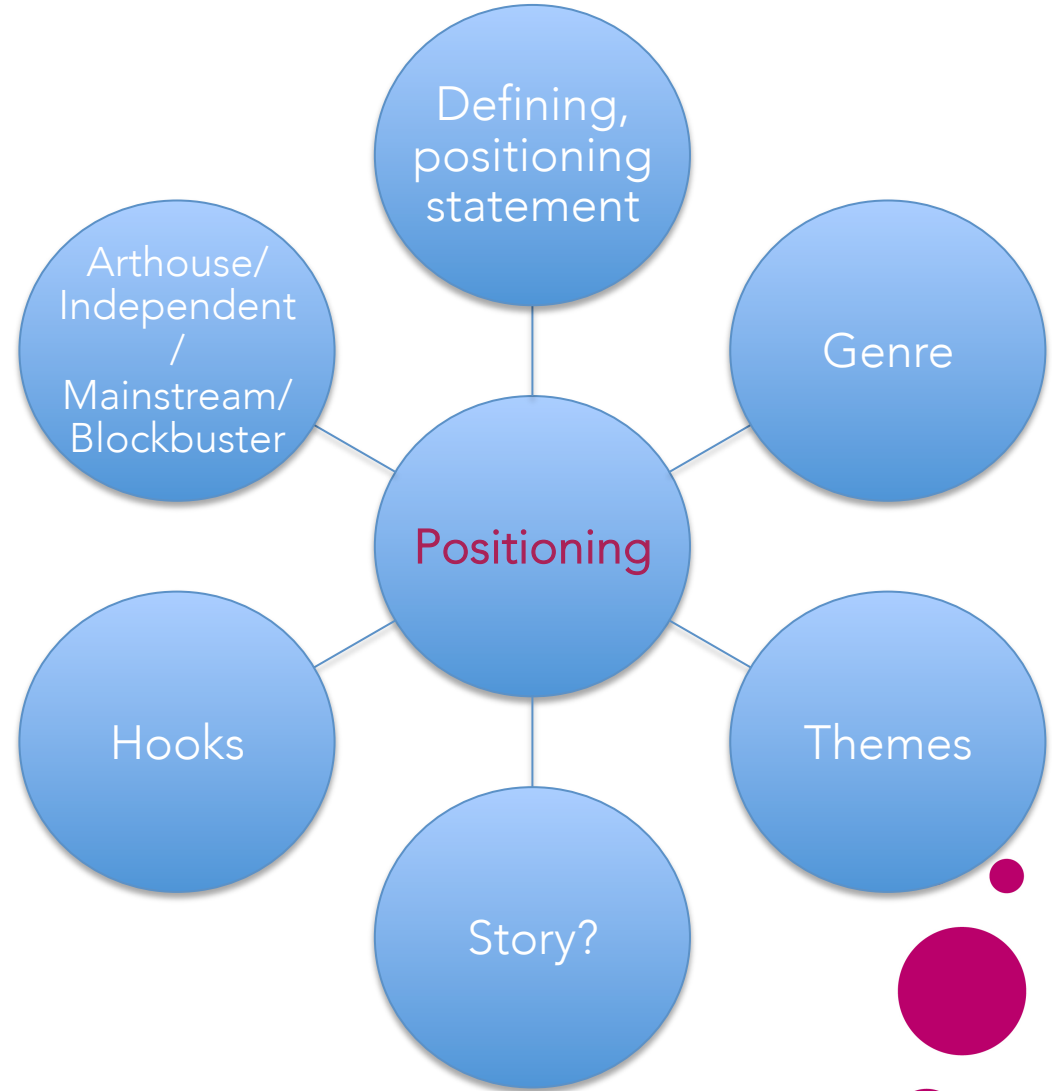 Defining,
positioning
statement
Arthouse/
Independent
/
Mainstream/
Blockbuster
Genre
Positioning
Hooks
Themes
Story?